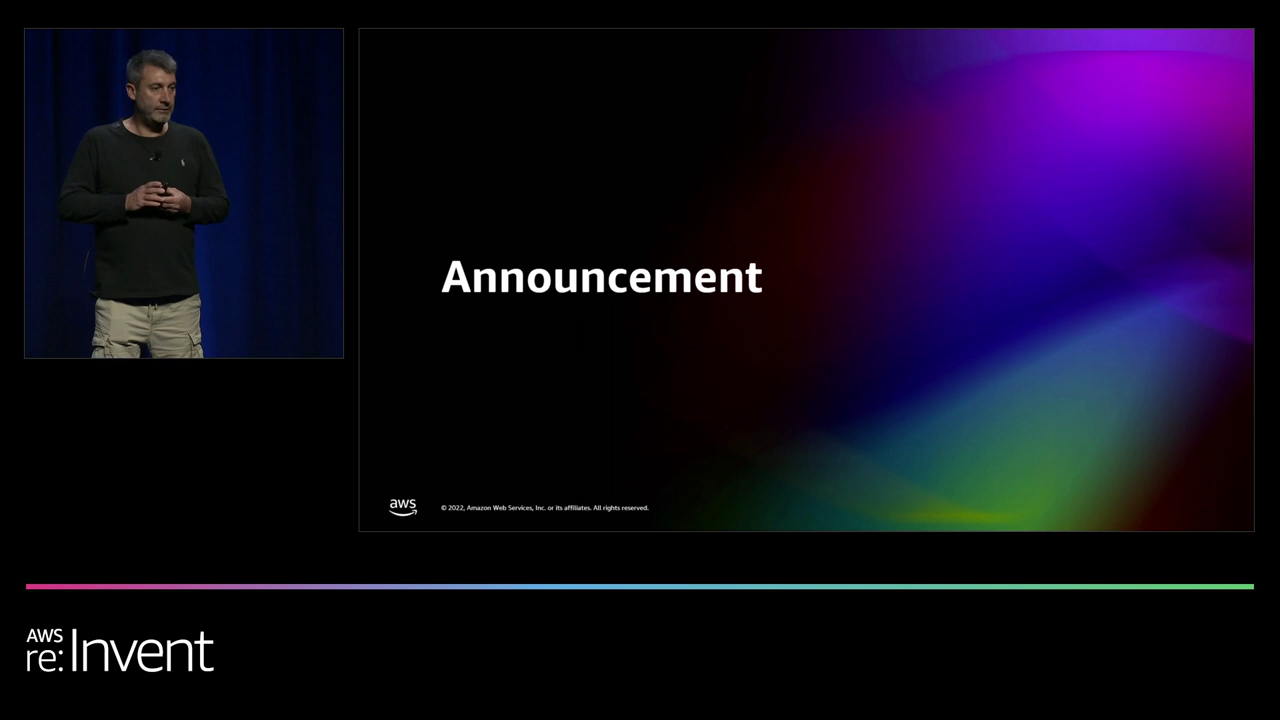 Announcement
aws
© 2022, Amazon Web Services, Inc. or its affiliates. All rights reserved.
AWS
re:Invent